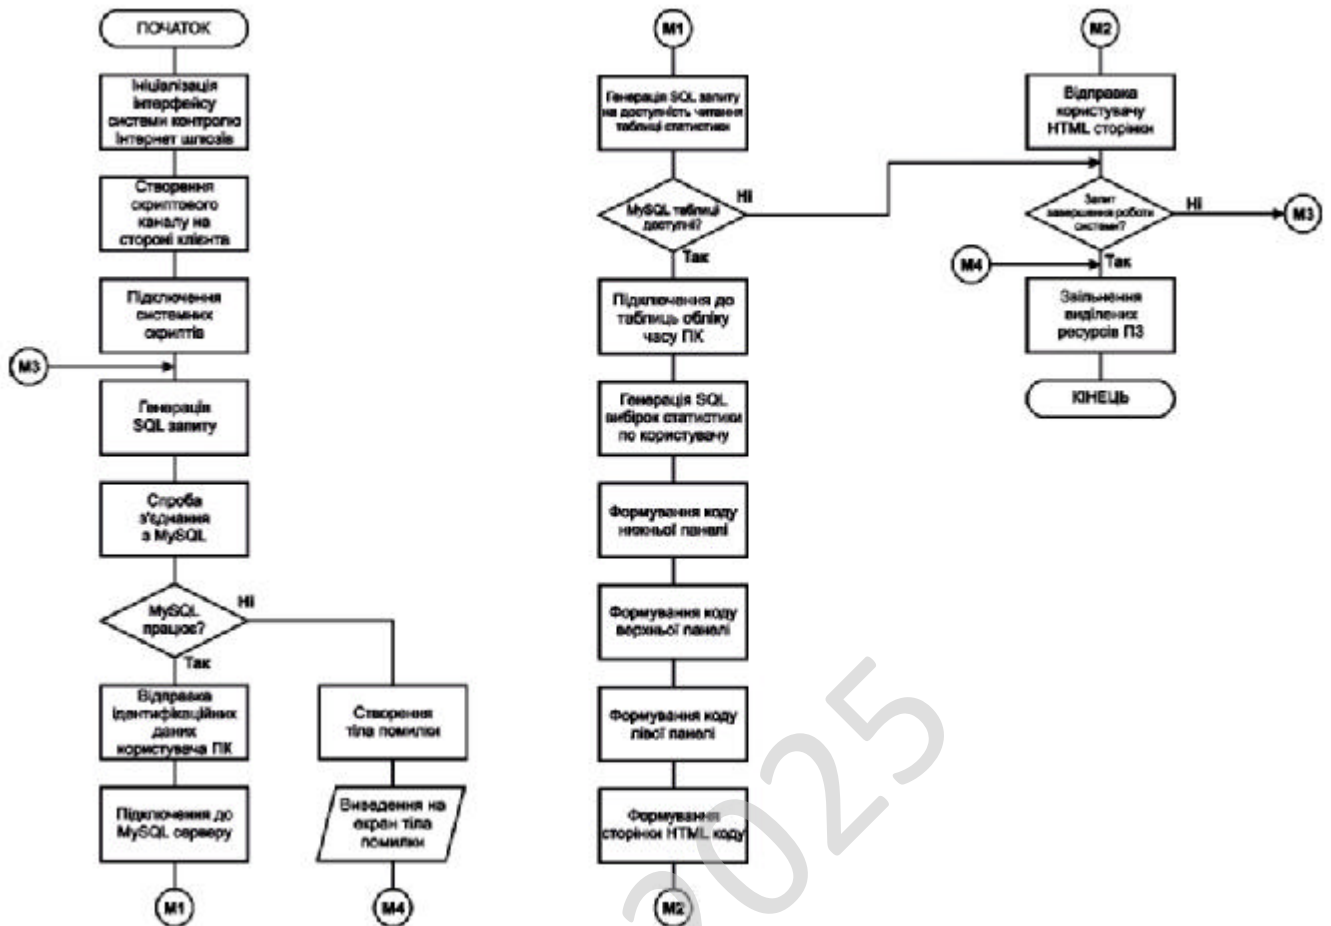 ПОЧАТОК
Ініціалізація
інтерфейсу
системи контролю
Інтернет шлюзів
Створення
скриптового
каналу на
стороні клієнта
Підключення
системних
скриптів
М3
Генерація
SQL запиту
Спроба
з'єднання
з MySQL
MySQL
працює?
Ні
Так
Відправка
ідентифікаційних
даних
користувача ПК
Підключення до
MySQL серверу
М1
Створення
тіла помилки
Виведення на
екран тіла
помилки
М4
М1
Генерація SQL запиту
на доступність читання
таблиці статистики
MySQL таблиці
доступні?
Ні
Так
Підключення до
таблиць обліку
часу ПК
Генерація SQL
вибірок статистики
по користувачу
Формування коду
нижньої панелі
Формування коду
верхньої панелі
Формування коду
лівої панелі
Формування
сторінки HTML коду
М2
М2
Відправка
користувачу
HTML сторінки
Запит
завершення роботи
системи?
Ні
М3
М4
Так
Звільнення
виділених
ресурсів ПЗ
КІНЕЦЬ
2025